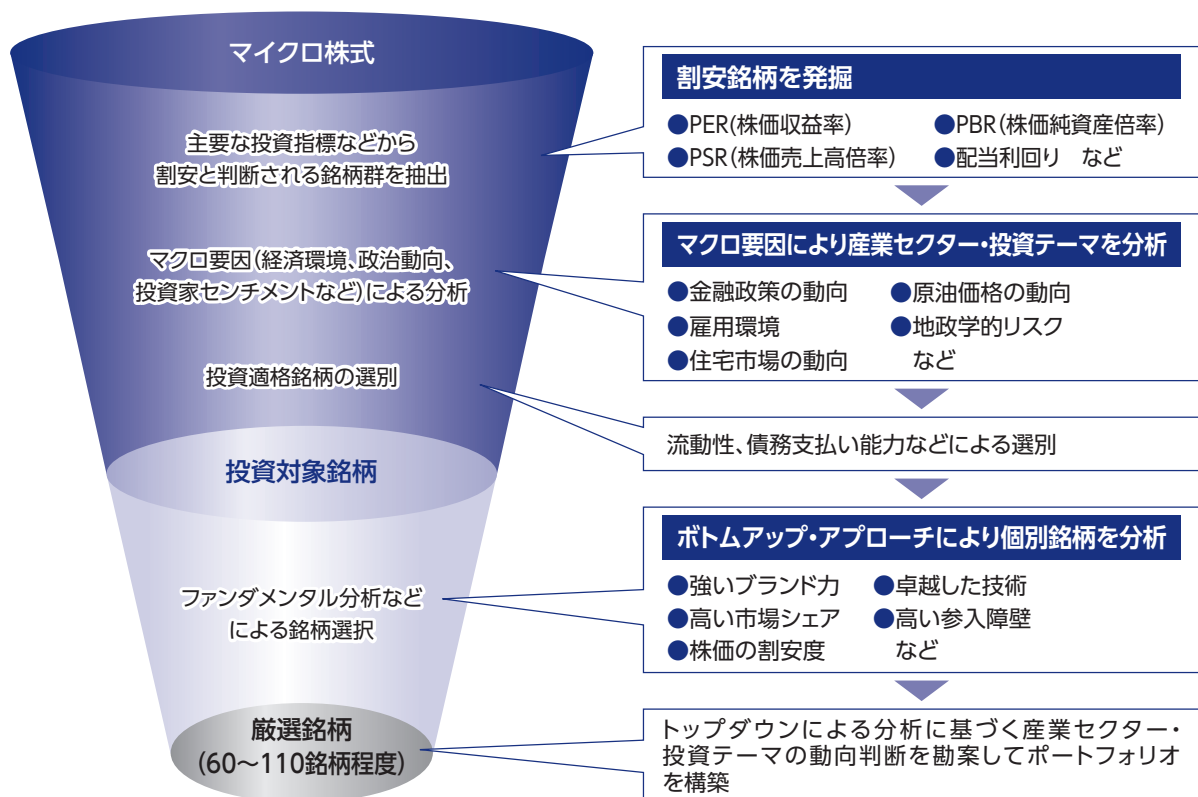 マイクロ株式
主要な投資指標などから
割安と判断される銘柄群を抽出
マクロ要因(経済環境、政治動向、
投資家センチメントなど)による分析
投資適格銘柄の選別
投資対象銘柄
ファンダメンタル分析など
による銘柄選択
厳選銘柄
(60～110銘柄程度)
割安銘柄を発掘
●PER(株価収益率) ●PBR(株価純資産倍率)
●PSR(株価売上高倍率) ●配当利回り など
マクロ要因により産業セクター・投資テーマを分析
●金融政策の動向 ●原油価格の動向
●雇用環境 ●地政学的リスク
●住宅市場の動向 など
流動性、債務支払い能力などによる選別
ボトムアップ・アプローチにより個別銘柄を分析
●強いブランド力 ●卓越した技術
●高い市場シェア ●高い参入障壁
●株価の割安度 など
トップダウンによる分析に基づく産業セクター・
投資テーマの動向判断を勘案してポートフォリオ
を構築